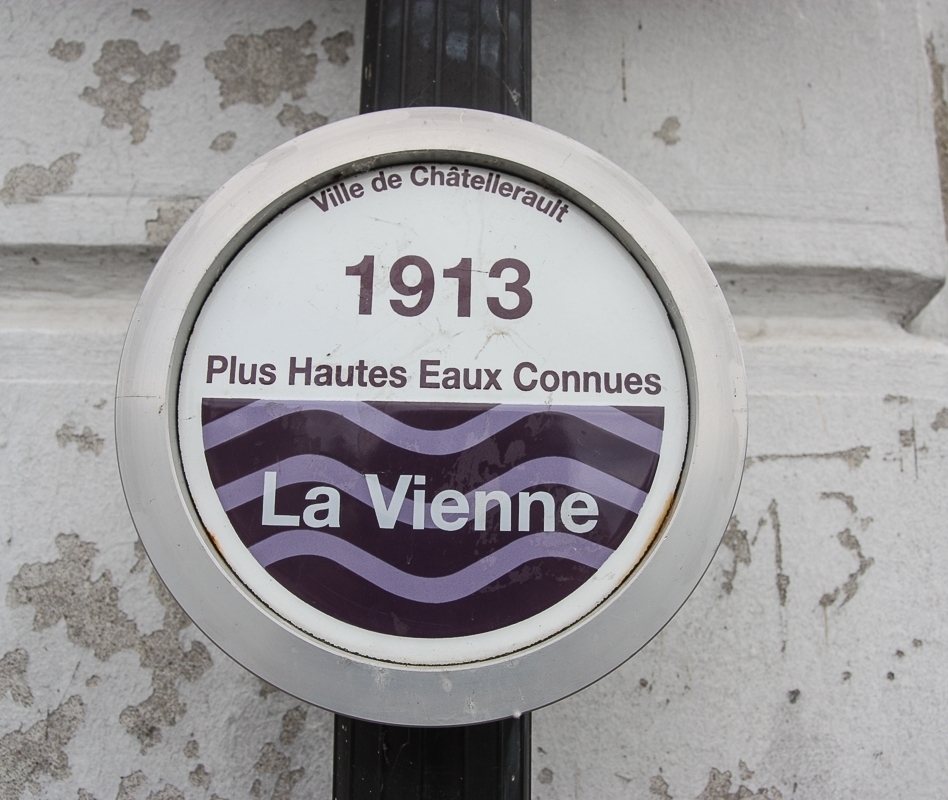 Ville de Châtellerault
1913
Plus Hautes Eaux Connues
La Vienne